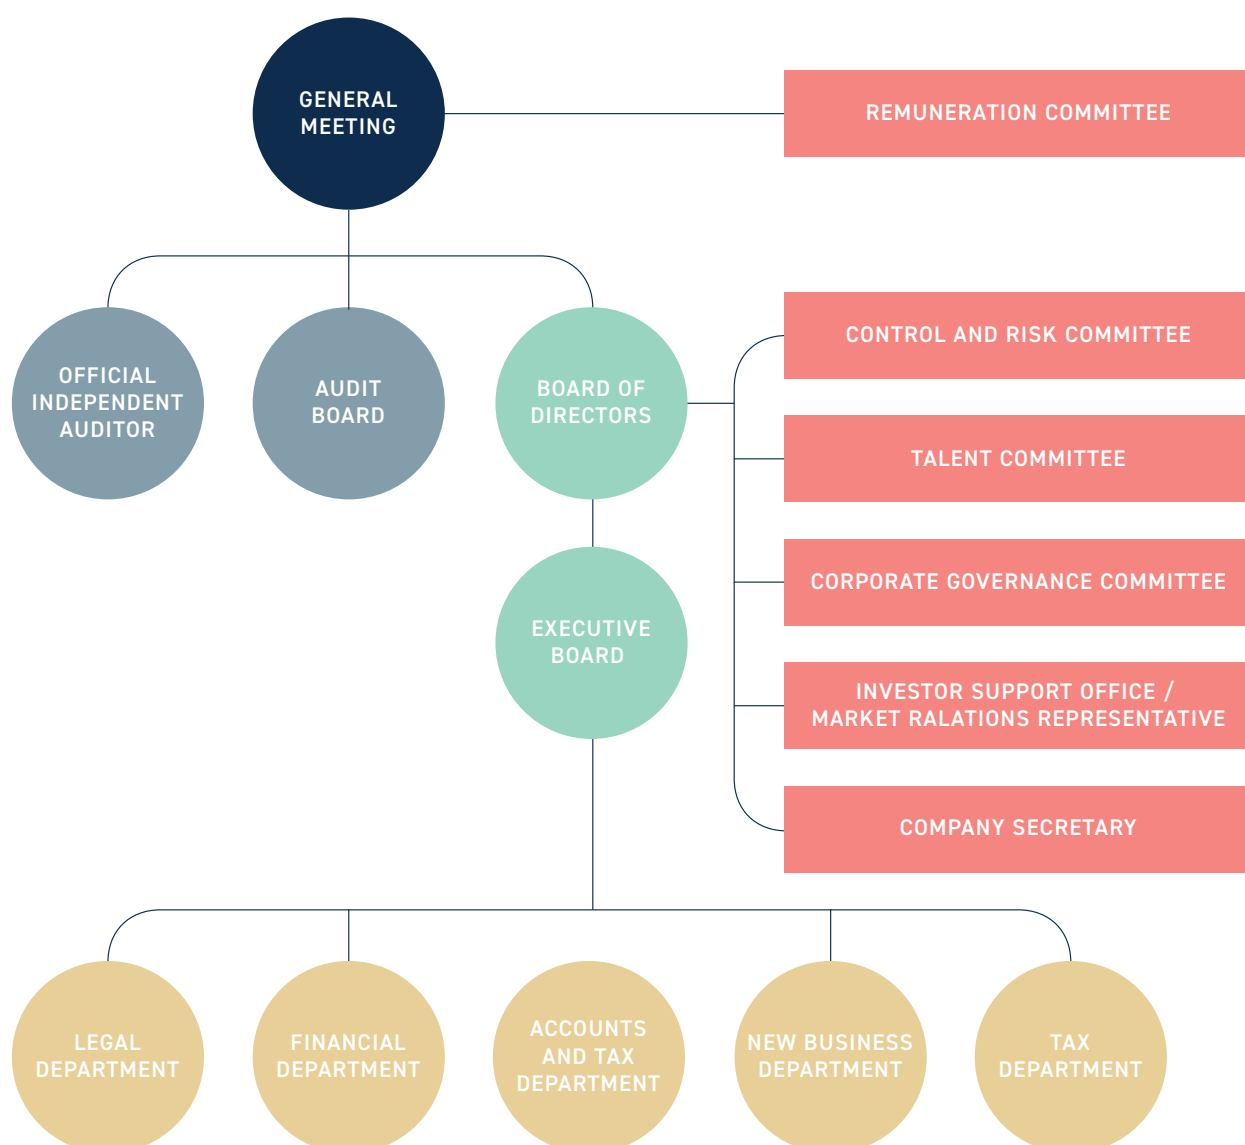 GENERAL
MEETING
REMUNERATION COMMITTEE
OFFICIAL
INDEPENDENT
AUDITOR
AUDIT
BOARD
BOARD OF
DIRECTORS
CONTROL AND RISK COMMITTEE
TALENT COMMITTEE
CORPORATE GOVERNANCE COMMITTEE
EXECUTIVE
BOARD
INVESTOR SUPPORT OFFICE /
MARKET RALATIONS REPRESENTATIVE
COMPANY SECRETARY
LEGAL
DEPARTMENT
FINANCIAL
DEPARTMENT
ACCOUNTS
AND TAX
DEPARTMENT
NEW BUSINESS
DEPARTMENT
TAX
DEPARTMENT